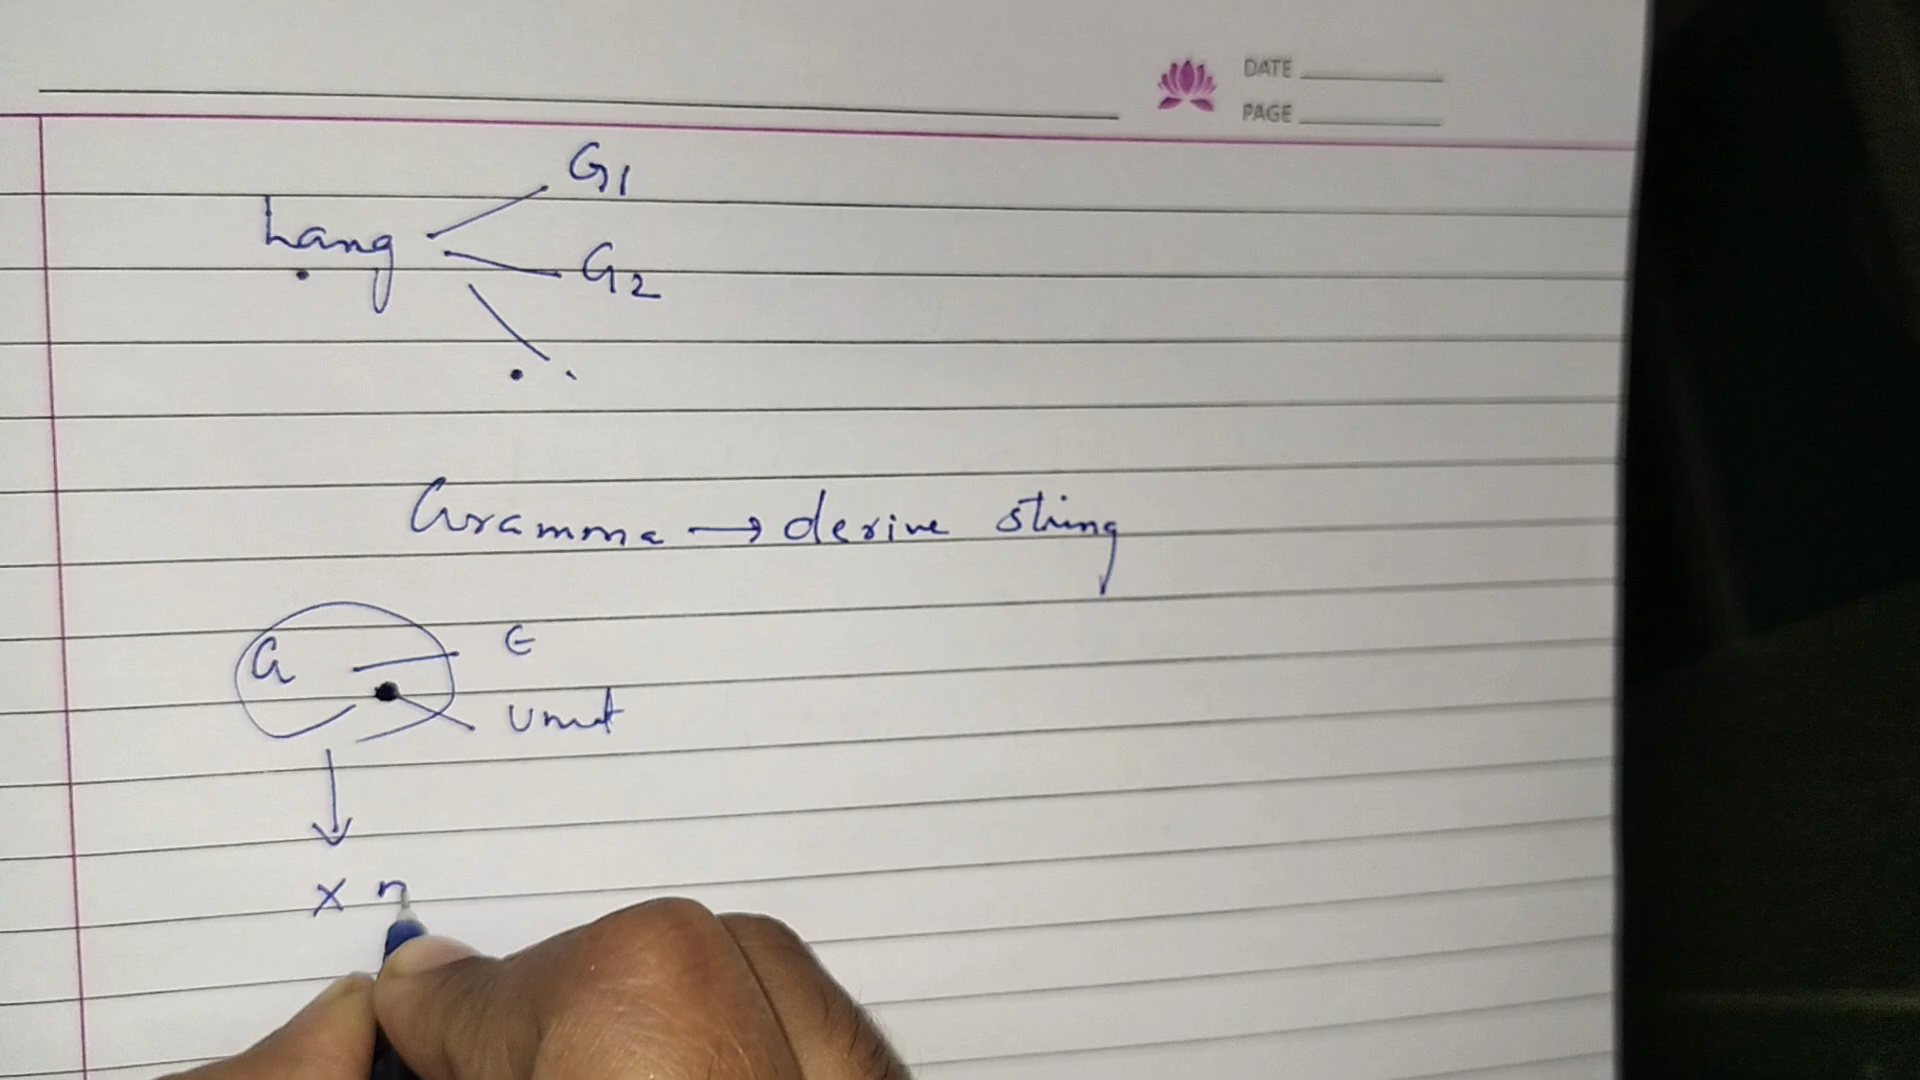 DATE
PAGE
G1
Lang
G2
Gramma → derive string
G ε
Unit
x n